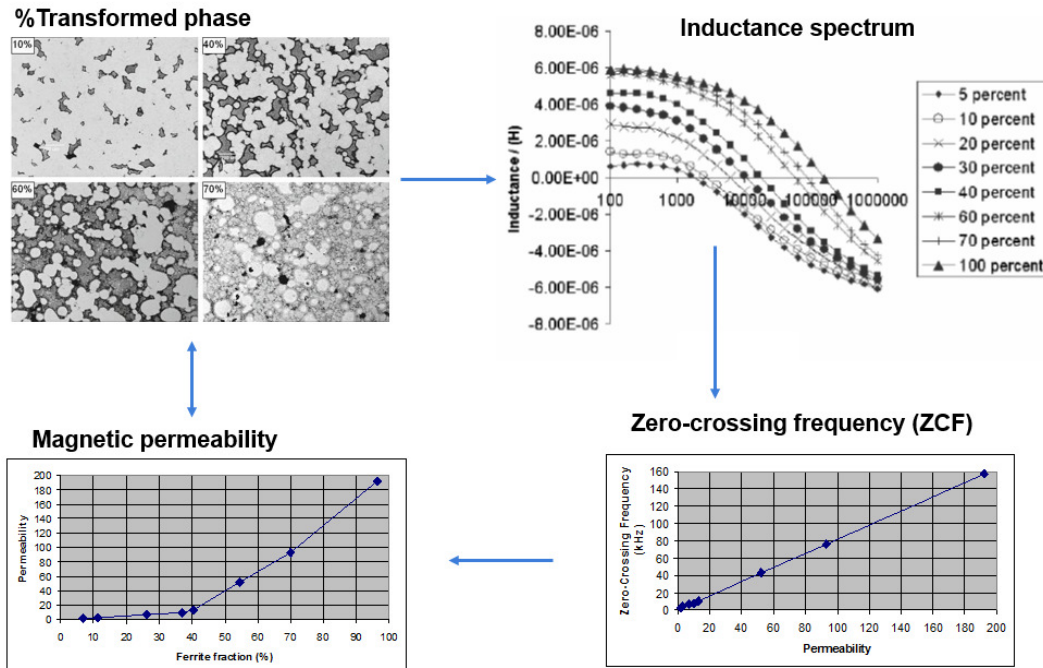 %Transformed phase
10%
40%
60%
70%
Inductance spectrum
Inductance / (H)
8.00E-06
6.00E-06
4.00E-06
2.00E-06
0.00E+00
-2.00E-06
-4.00E-06
-6.00E-06
-8.00E-06
100
1000
10000
100000
1000000
5 percent
10 percent
20 percent
30 percent
40 percent
60 percent
70 percent
100 percent
Magnetic permeability
Permeability
200
180
160
140
120
100
80
60
40
20
0
0 10 20 30 40 50 60 70 80 90 100
Ferrite fraction (%)
Zero-crossing frequency (ZCF)
Zero-Crossing Frequency
(kHz)
160
140
120
100
80
60
40
20
0
0 20 40 60 80 100 120 140 160 180 200
Permeability